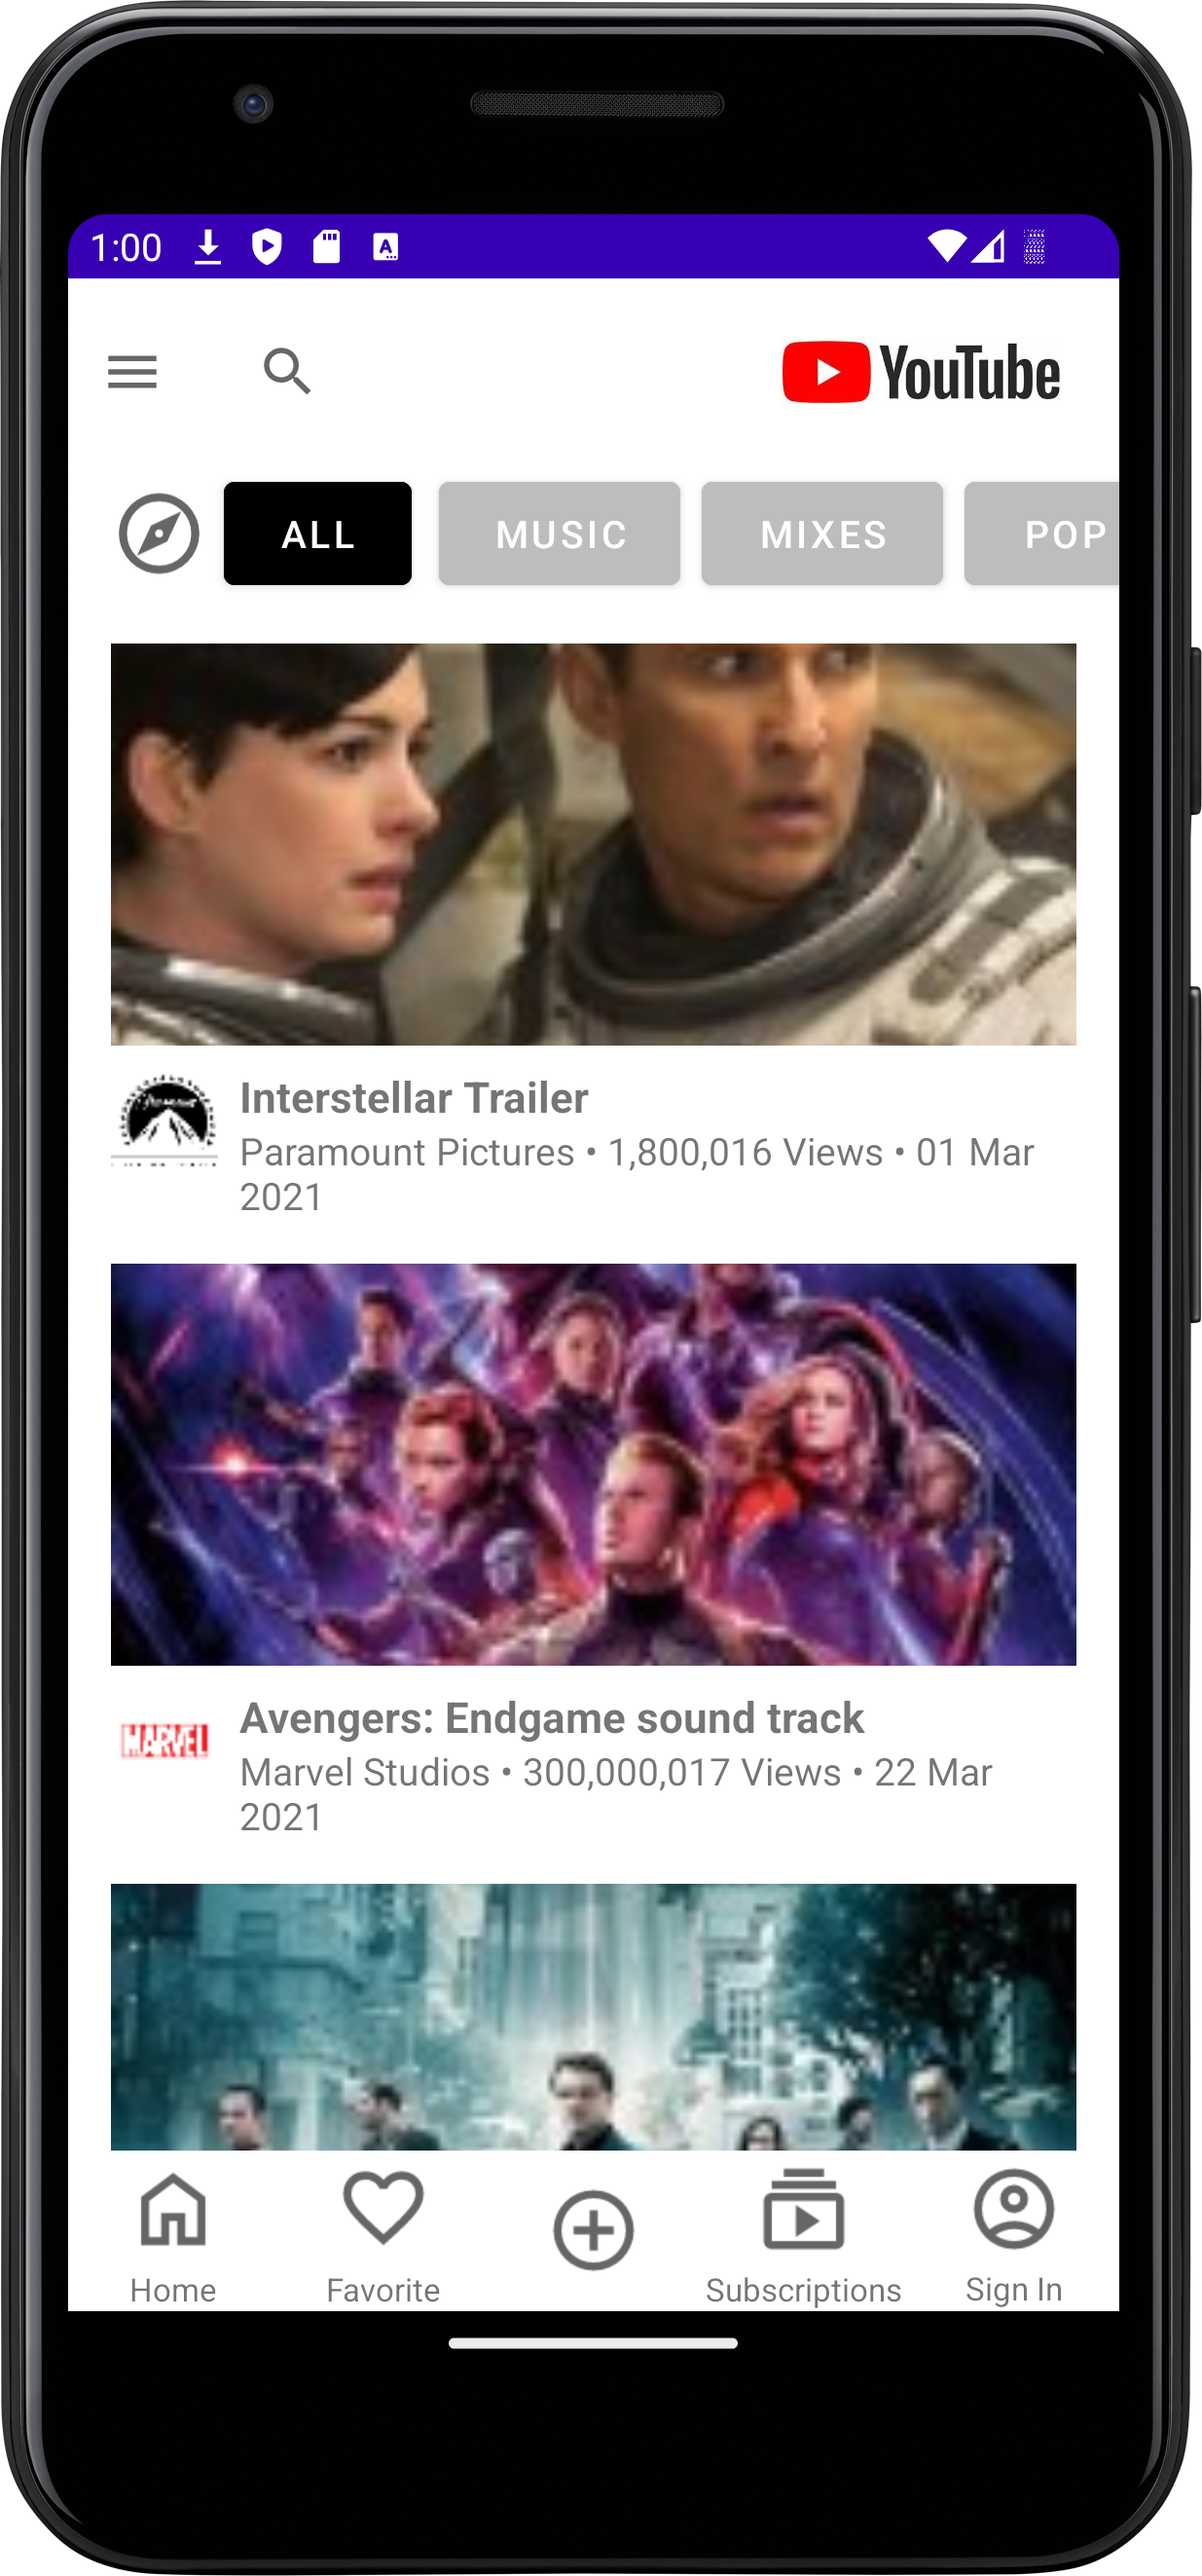 1:00
YouTube
ALL MUSIC MIXES POP
Interstellar Trailer
Paramount Pictures • 1,800,016 Views • 01 Mar
2021
Avengers: Endgame sound track
MARVEL
Marvel Studios • 300,000,017 Views • 22 Mar
2021
Home Favorite Subscriptions Sign In